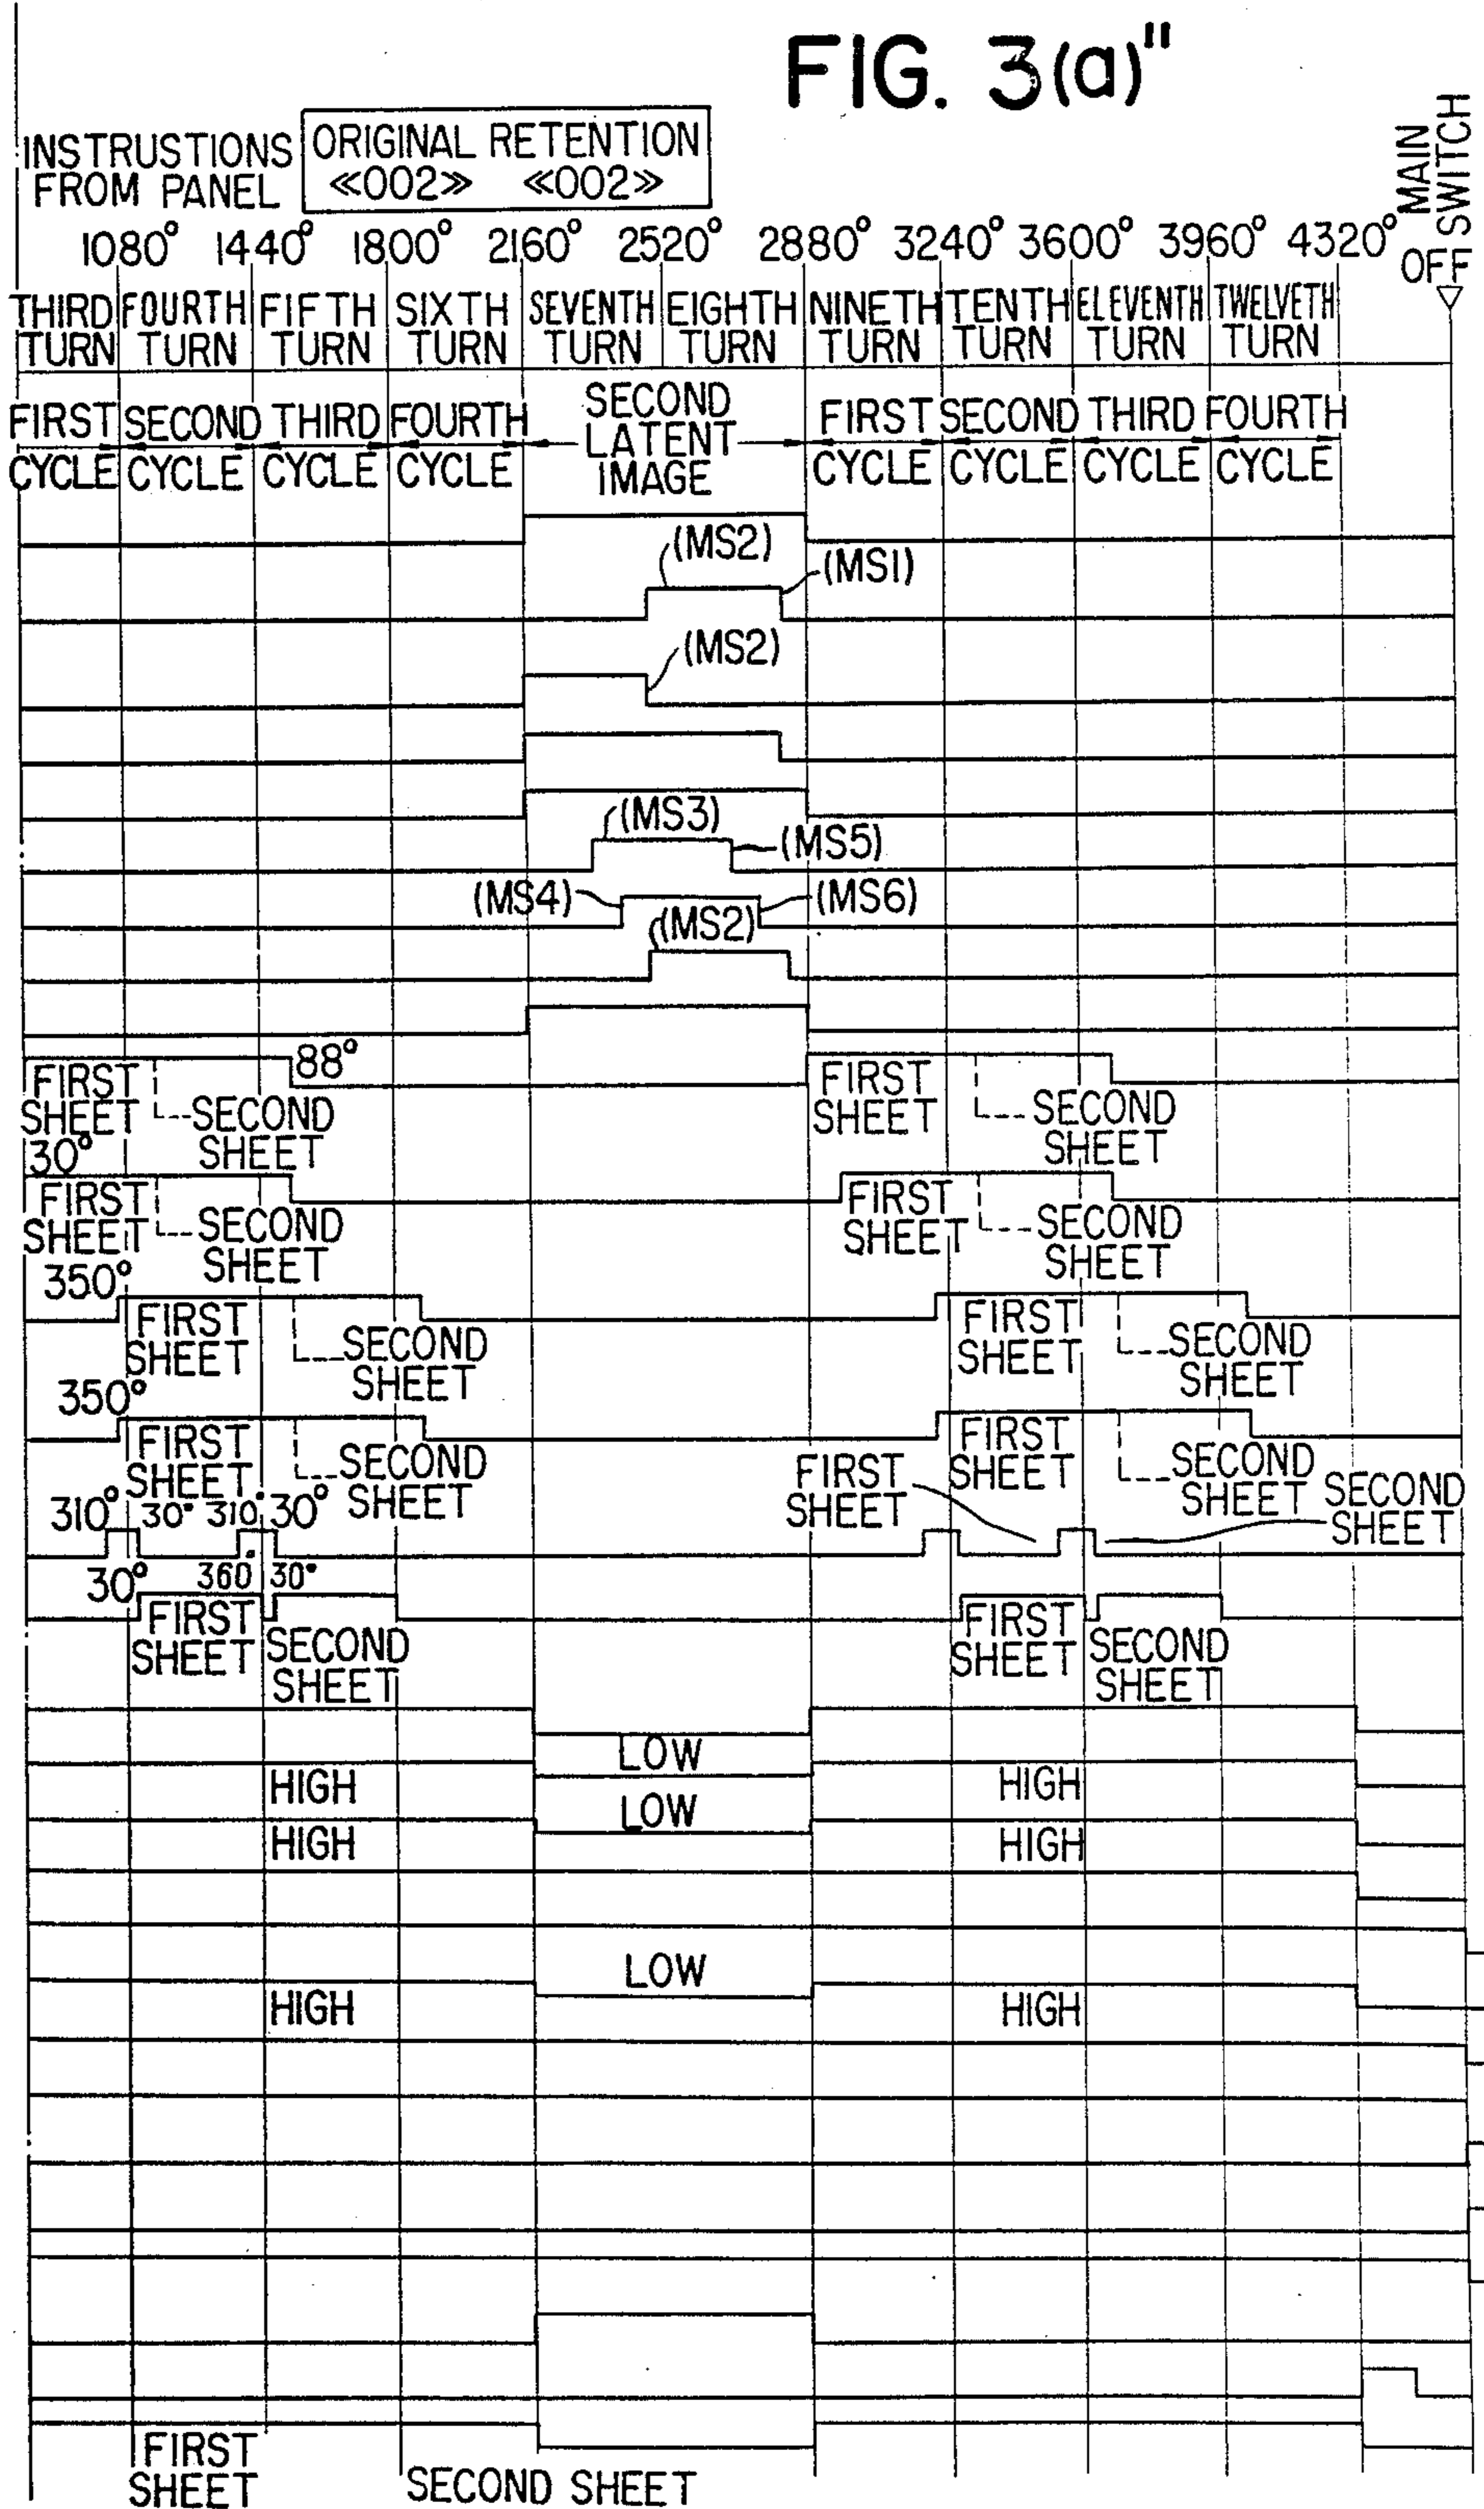 FIG. 3(a)"
INSTRUSTIONS
FROM PANEL
ORIGINAL RETENTION
≪002≫ ≪002≫
MAIN
SWITCH
OFF
1080° 1440° 1800° 2160° 2520° 2880° 3240° 3600° 3960° 4320°
THIRD FOURTH FIFTH SIXTH SEVENTH EIGHTH NINETH TENTH ELEVENTH TWELVETH
TURN TURN TURN TURN TURN TURN TURN TURN TURN TURN
FIRST SECOND THIRD FOURTH SECOND LATENT IMAGE FIRST SECOND THIRD FOURTH
CYCLE CYCLE CYCLE CYCLE CYCLE CYCLE CYCLE CYCLE
(MS2)
(MS1)
(MS2)
(MS3)
(MS5)
(MS4) (MS6)
(MS2)
88°
FIRST SHEET
SECOND SHEET
FIRST SHEET
SECOND SHEET
30°
FIRST SHEET
SECOND SHEET
FIRST SHEET
SECOND SHEET
350°
FIRST SHEET
SECOND SHEET
FIRST SHEET
SECOND SHEET
350°
FIRST SHEET
SECOND SHEET
FIRST SHEET
SECOND SHEET
310° 30° 310° 30°
FIRST SHEET
SECOND SHEET
30° 360° 30°
FIRST SHEET
SECOND SHEET
FIRST SHEET
SECOND SHEET
LOW
HIGH HIGH
LOW
HIGH HIGH
LOW
HIGH HIGH
FIRST SHEET
SECOND SHEET